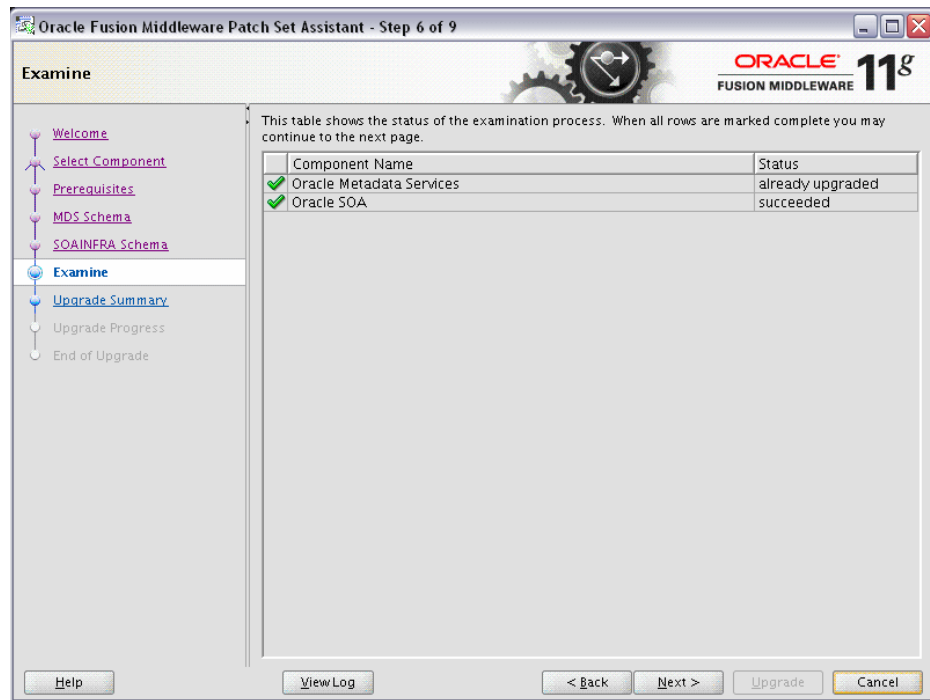 Oracle Fusion Middleware Patch Set Assistant - Step 6 of 9
Examine
ORACLE
FUSION MIDDLEWARE 11g
Welcome
Select Component
Prerequisites
MDS Schema
SOAINFRA Schema
Examine
Upgrade Summary
Upgrade Progress
End of Upgrade
This table shows the status of the examination process. When all rows are marked complete you may
continue to the next page.
Component Name Status
Oracle Metadata Services already upgraded
Oracle SOA succeeded
Help View Log < Back Next > Upgrade Cancel